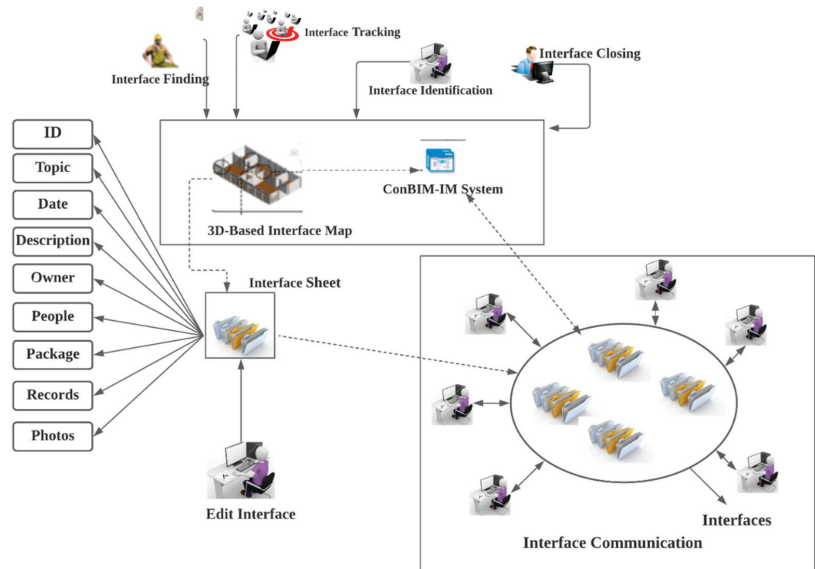 Interface Tracking
Interface Finding
Interface Closing
Interface Identification
ID
Topic
Date
Description
Owner
People
Package
Records
Photos
ConBIM-IM System
3D-Based Interface Map
Interface Sheet
Edit Interface
Interfaces
Interface Communication